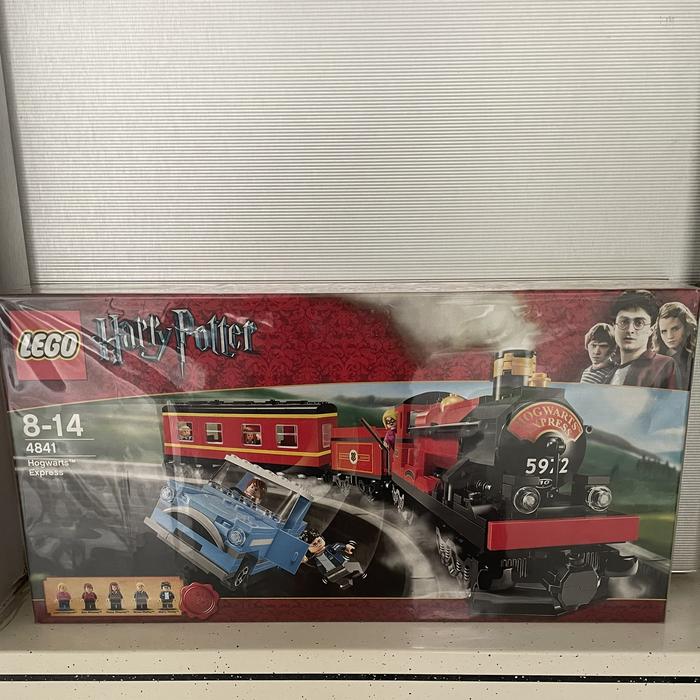 LEGO
Harry Potter
8-14
4841
Hogwarts™
Express
HOGWARTS
EXPRESS
5972